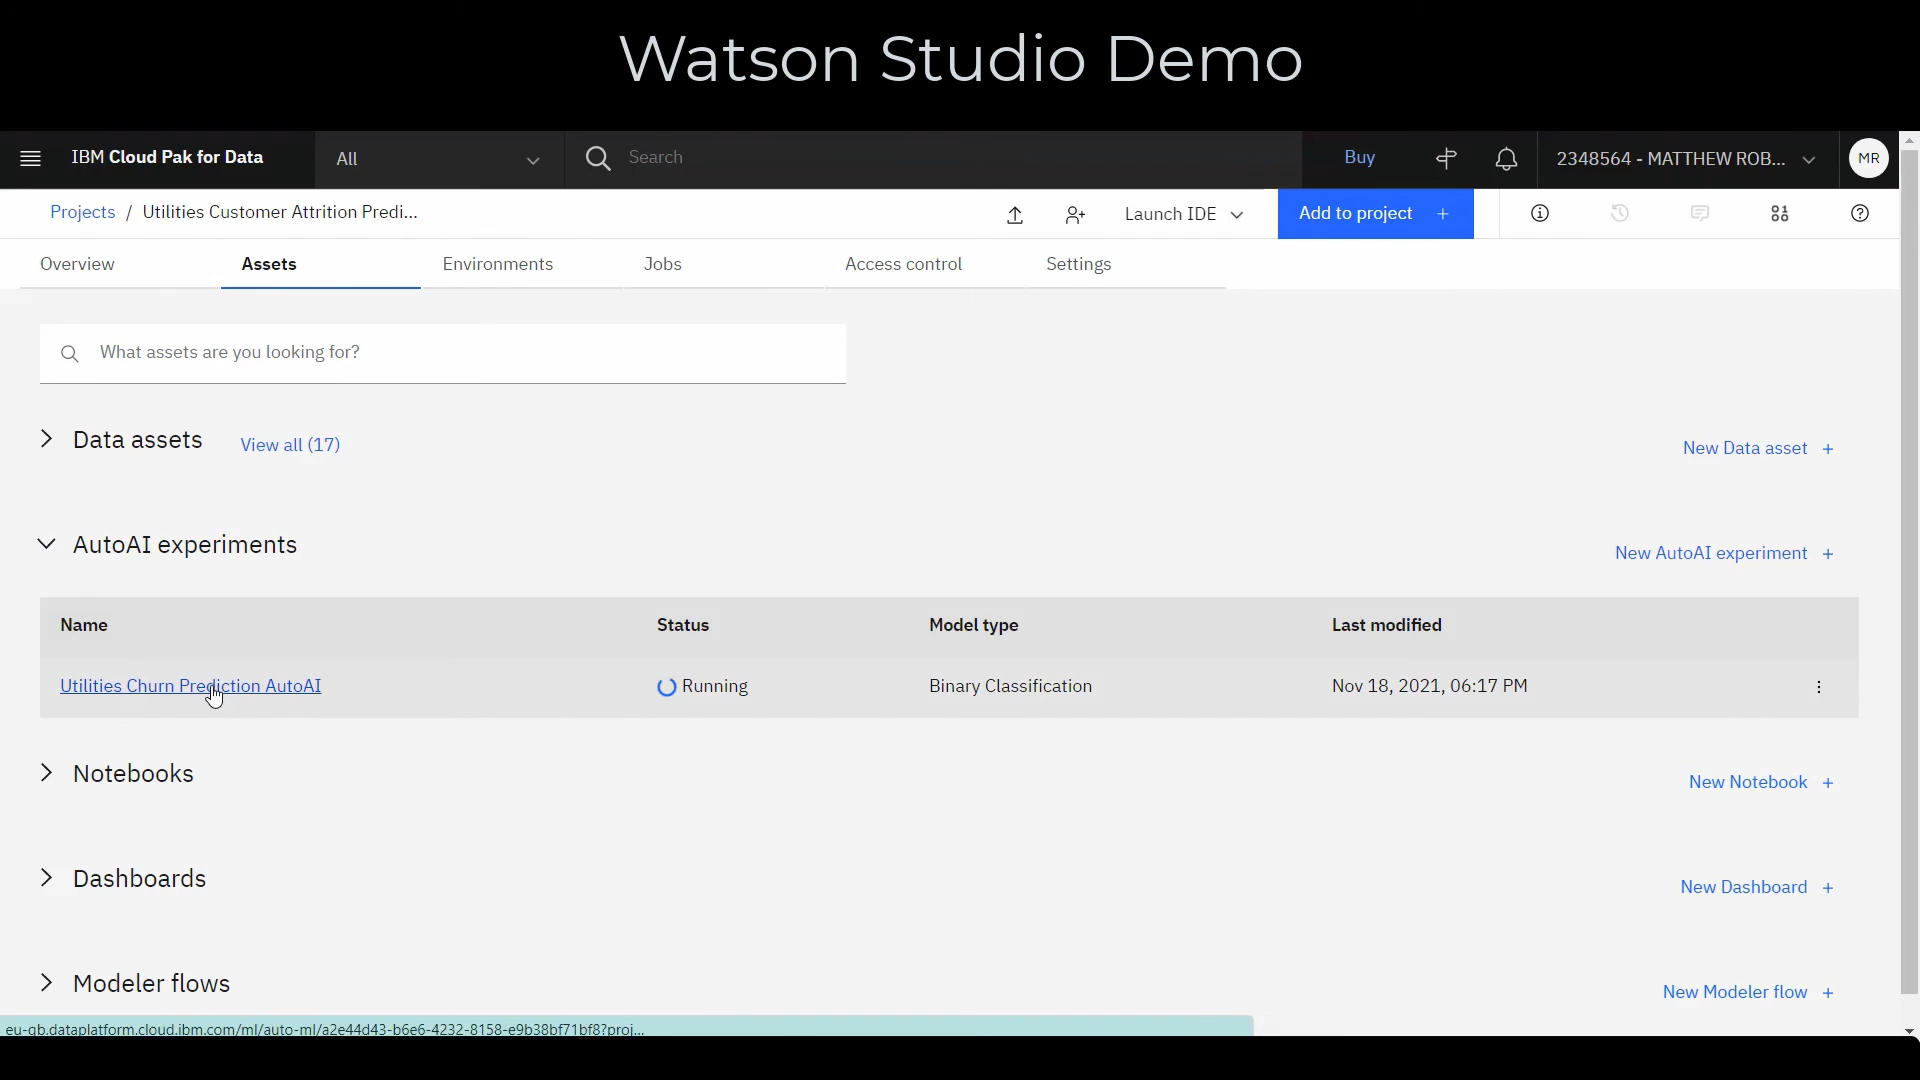 Watson Studio Demo
IBM Cloud Pak for Data
All
Search
Buy
2348564 - MATTHEW ROB...
MR
Projects / Utilities Customer Attrition Predi...
Launch IDE
Add to project +
Overview
Assets
Environments
Jobs
Access control
Settings
What assets are you looking for?
Data assets
View all (17)
New Data asset +
AutoAI experiments
New AutoAI experiment +
Name
Status
Model type
Last modified
Utilities Churn Prediction AutoAI
Running
Binary Classification
Nov 18, 2021, 06:17 PM
Notebooks
New Notebook +
Dashboards
New Dashboard +
Modeler flows
New Modeler flow +
eu-gb.dataplatform.cloud.ibm.com/ml/auto-ml/a2e44d43-b6e6-4232-8158-e9b38bf71bf8?proj...